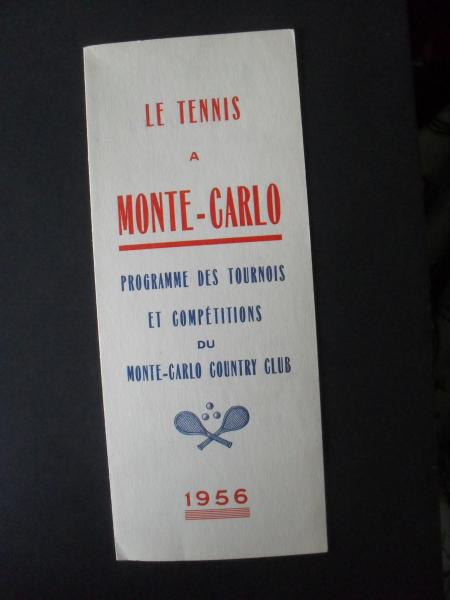 LE TENNIS
A
MONTE-CARLO
PROGRAMME DES TOURNOIS
ET COMPÉTITIONS
DU
MONTE-CARLO COUNTRY CLUB
1956